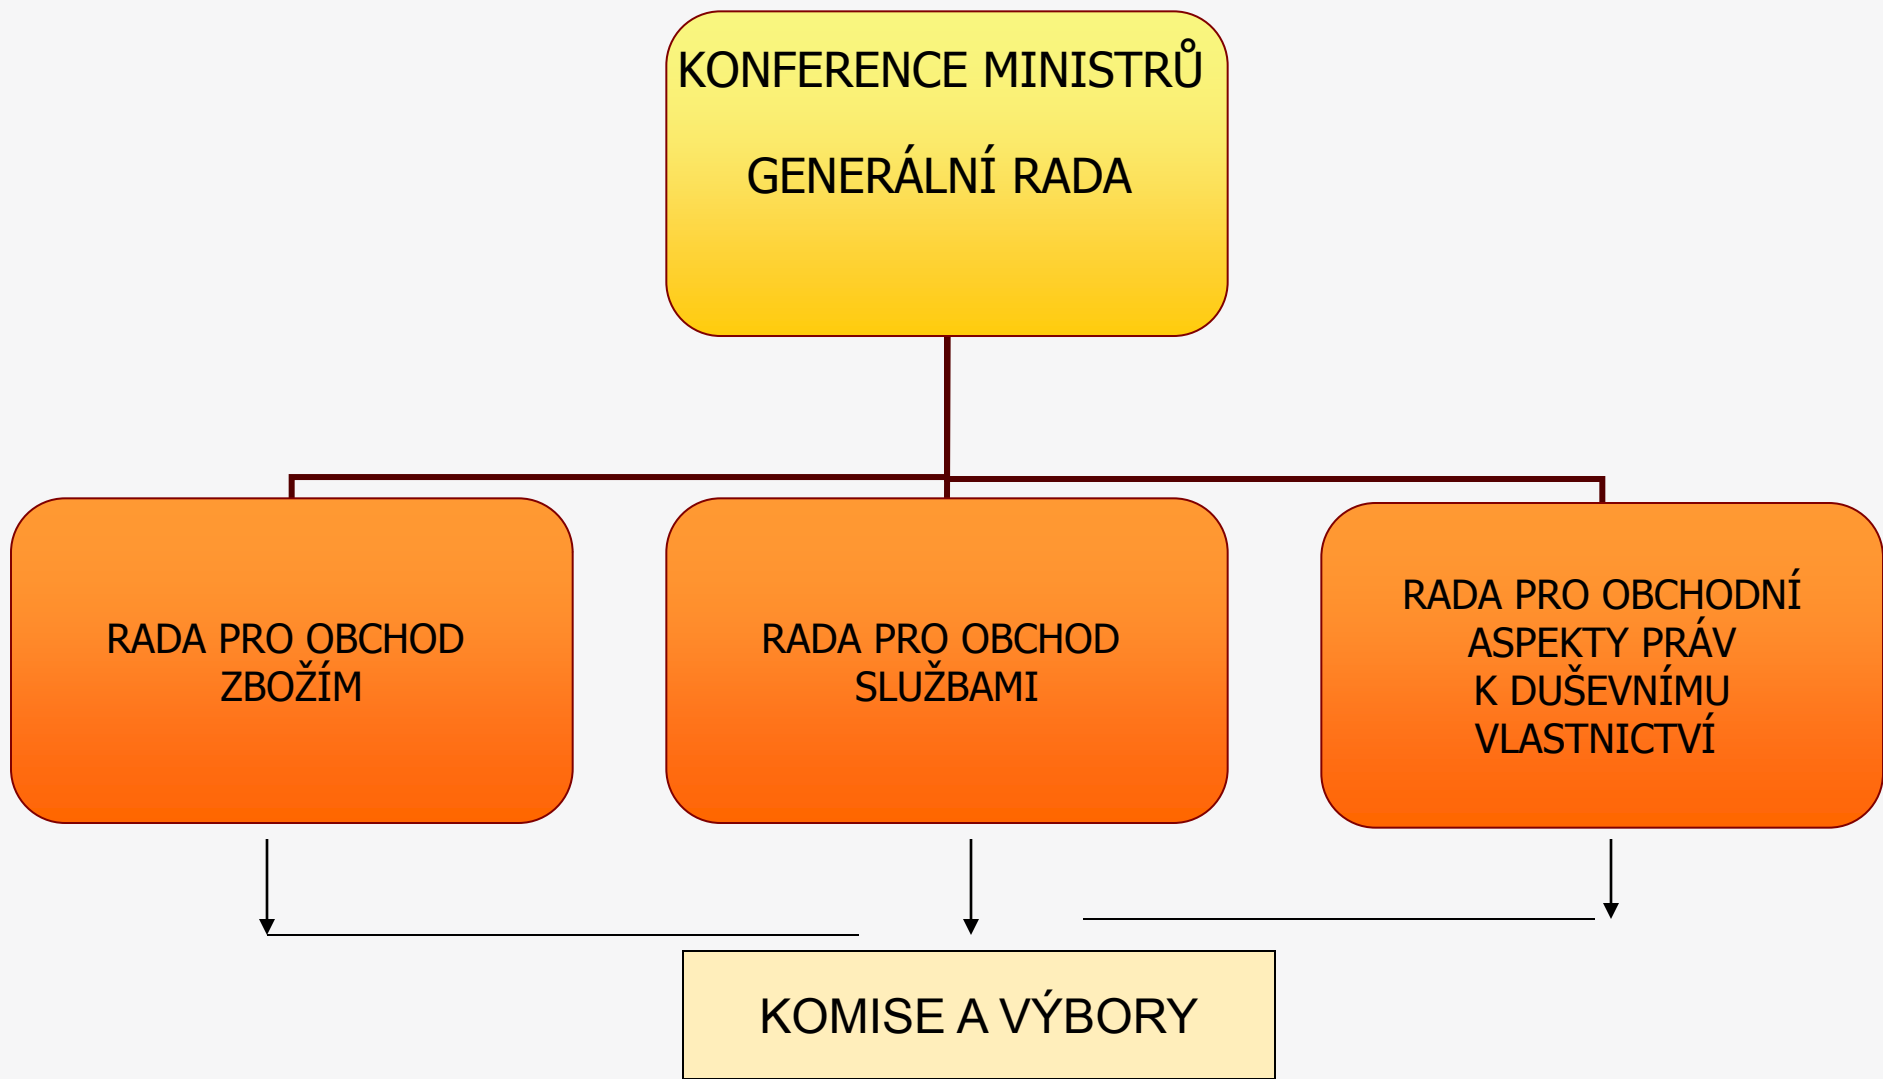 KONFERENCE MINISTRŮ
GENERÁLNÍ RADA
RADA PRO OBCHOD
ZBOŽÍM
RADA PRO OBCHOD
SLUŽBAMI
RADA PRO OBCHODNÍ
ASPEKTY PRÁV
K DUŠEVNÍMU
VLASTNICTVÍ
KOMISE A VÝBORY